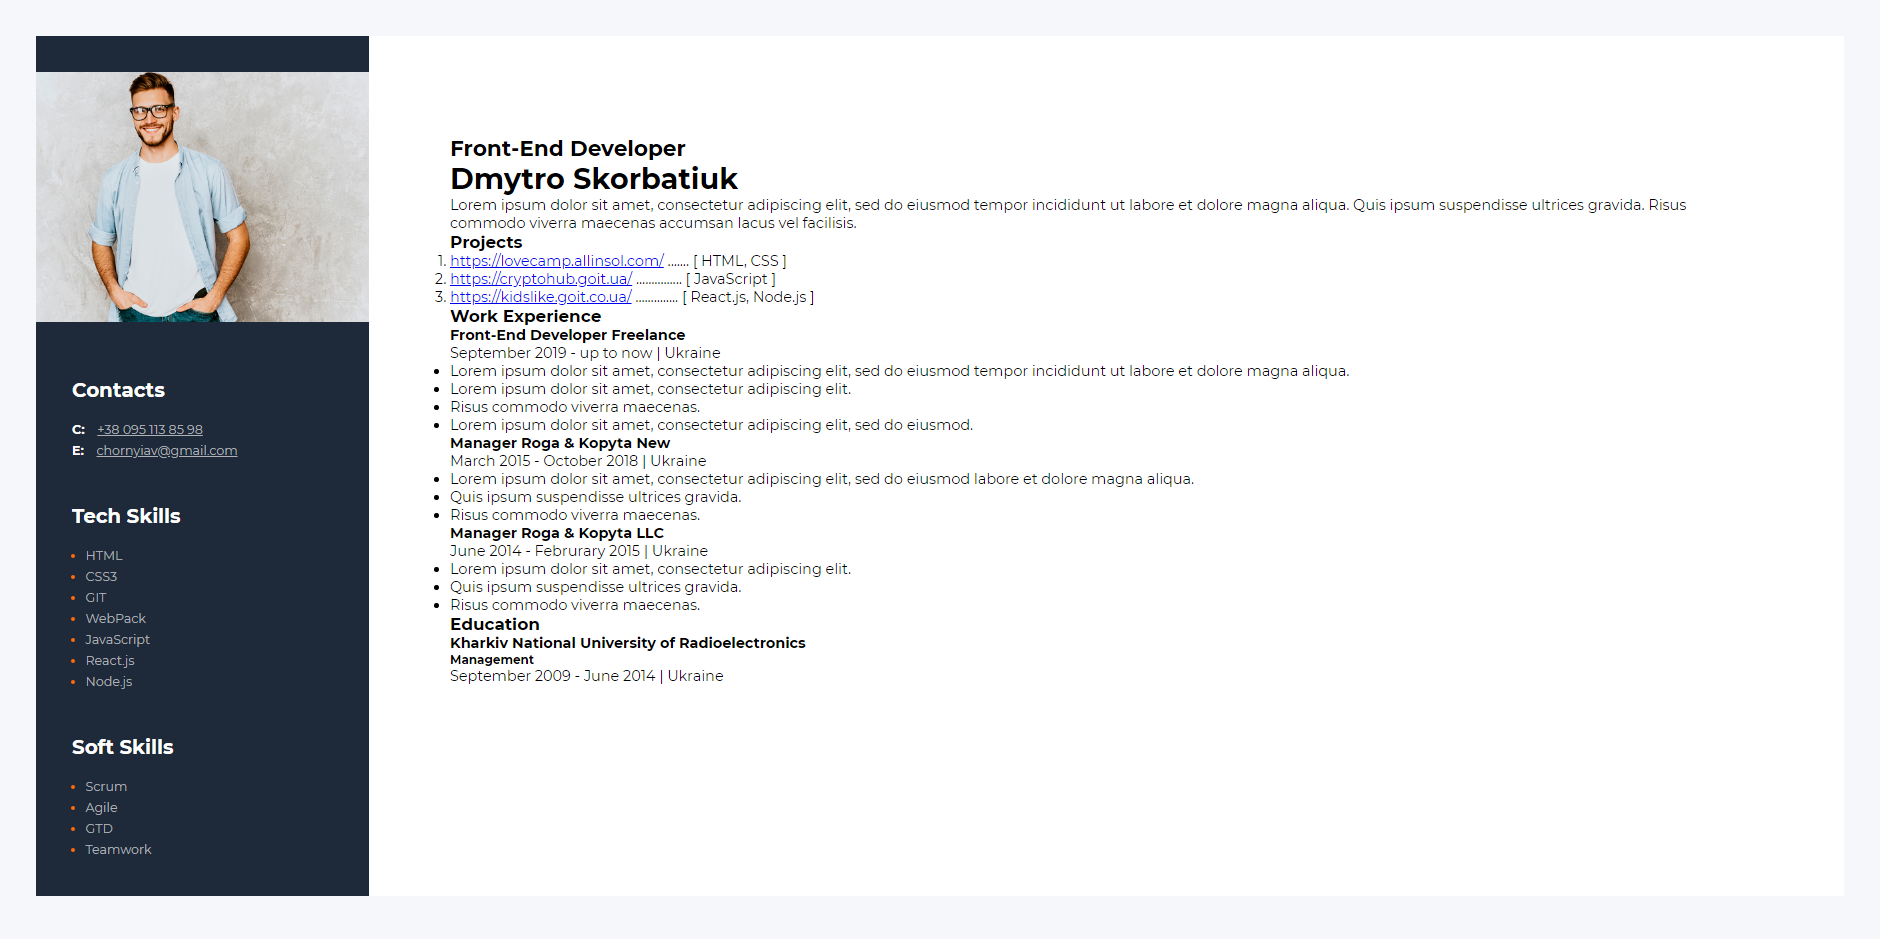 Contacts
C: +38 095 113 85 98
E: chornyiav@gmail.com
Tech Skills
• HTML
• CSS3
• GIT
• WebPack
• JavaScript
• React.js
• Node.js
Soft Skills
• Scrum
• Agile
• GTD
• Teamwork
Front-End Developer
Dmytro Skorbatiuk
Lorem ipsum dolor sit amet, consectetur adipiscing elit, sed do eiusmod tempor incididunt ut labore et dolore magna aliqua. Quis ipsum suspendisse ultrices gravida. Risus
commodo viverra maecenas accumsan lacus vel facilisis.
Projects
1. https://lovecamp.allinsol.com/ ....... [ HTML, CSS ]
2. https://cryptohub.goit.ua/ ............... [ JavaScript ]
3. https://kidslike.goit.co.ua/ .............. [ React.js, Node.js ]
Work Experience
Front-End Developer Freelance
September 2019 - up to now | Ukraine
• Lorem ipsum dolor sit amet, consectetur adipiscing elit, sed do eiusmod tempor incididunt ut labore et dolore magna aliqua.
• Lorem ipsum dolor sit amet, consectetur adipiscing elit.
• Risus commodo viverra maecenas.
• Lorem ipsum dolor sit amet, consectetur adipiscing elit, sed do eiusmod.
Manager Roga & Kopyta New
March 2015 - October 2018 | Ukraine
• Lorem ipsum dolor sit amet, consectetur adipiscing elit, sed do eiusmod labore et dolore magna aliqua.
• Quis ipsum suspendisse ultrices gravida.
• Risus commodo viverra maecenas.
Manager Roga & Kopyta LLC
June 2014 - Februrary 2015 | Ukraine
• Lorem ipsum dolor sit amet, consectetur adipiscing elit.
• Quis ipsum suspendisse ultrices gravida.
• Risus commodo viverra maecenas.
Education
Kharkiv National University of Radioelectronics
Management
September 2009 - June 2014 | Ukraine